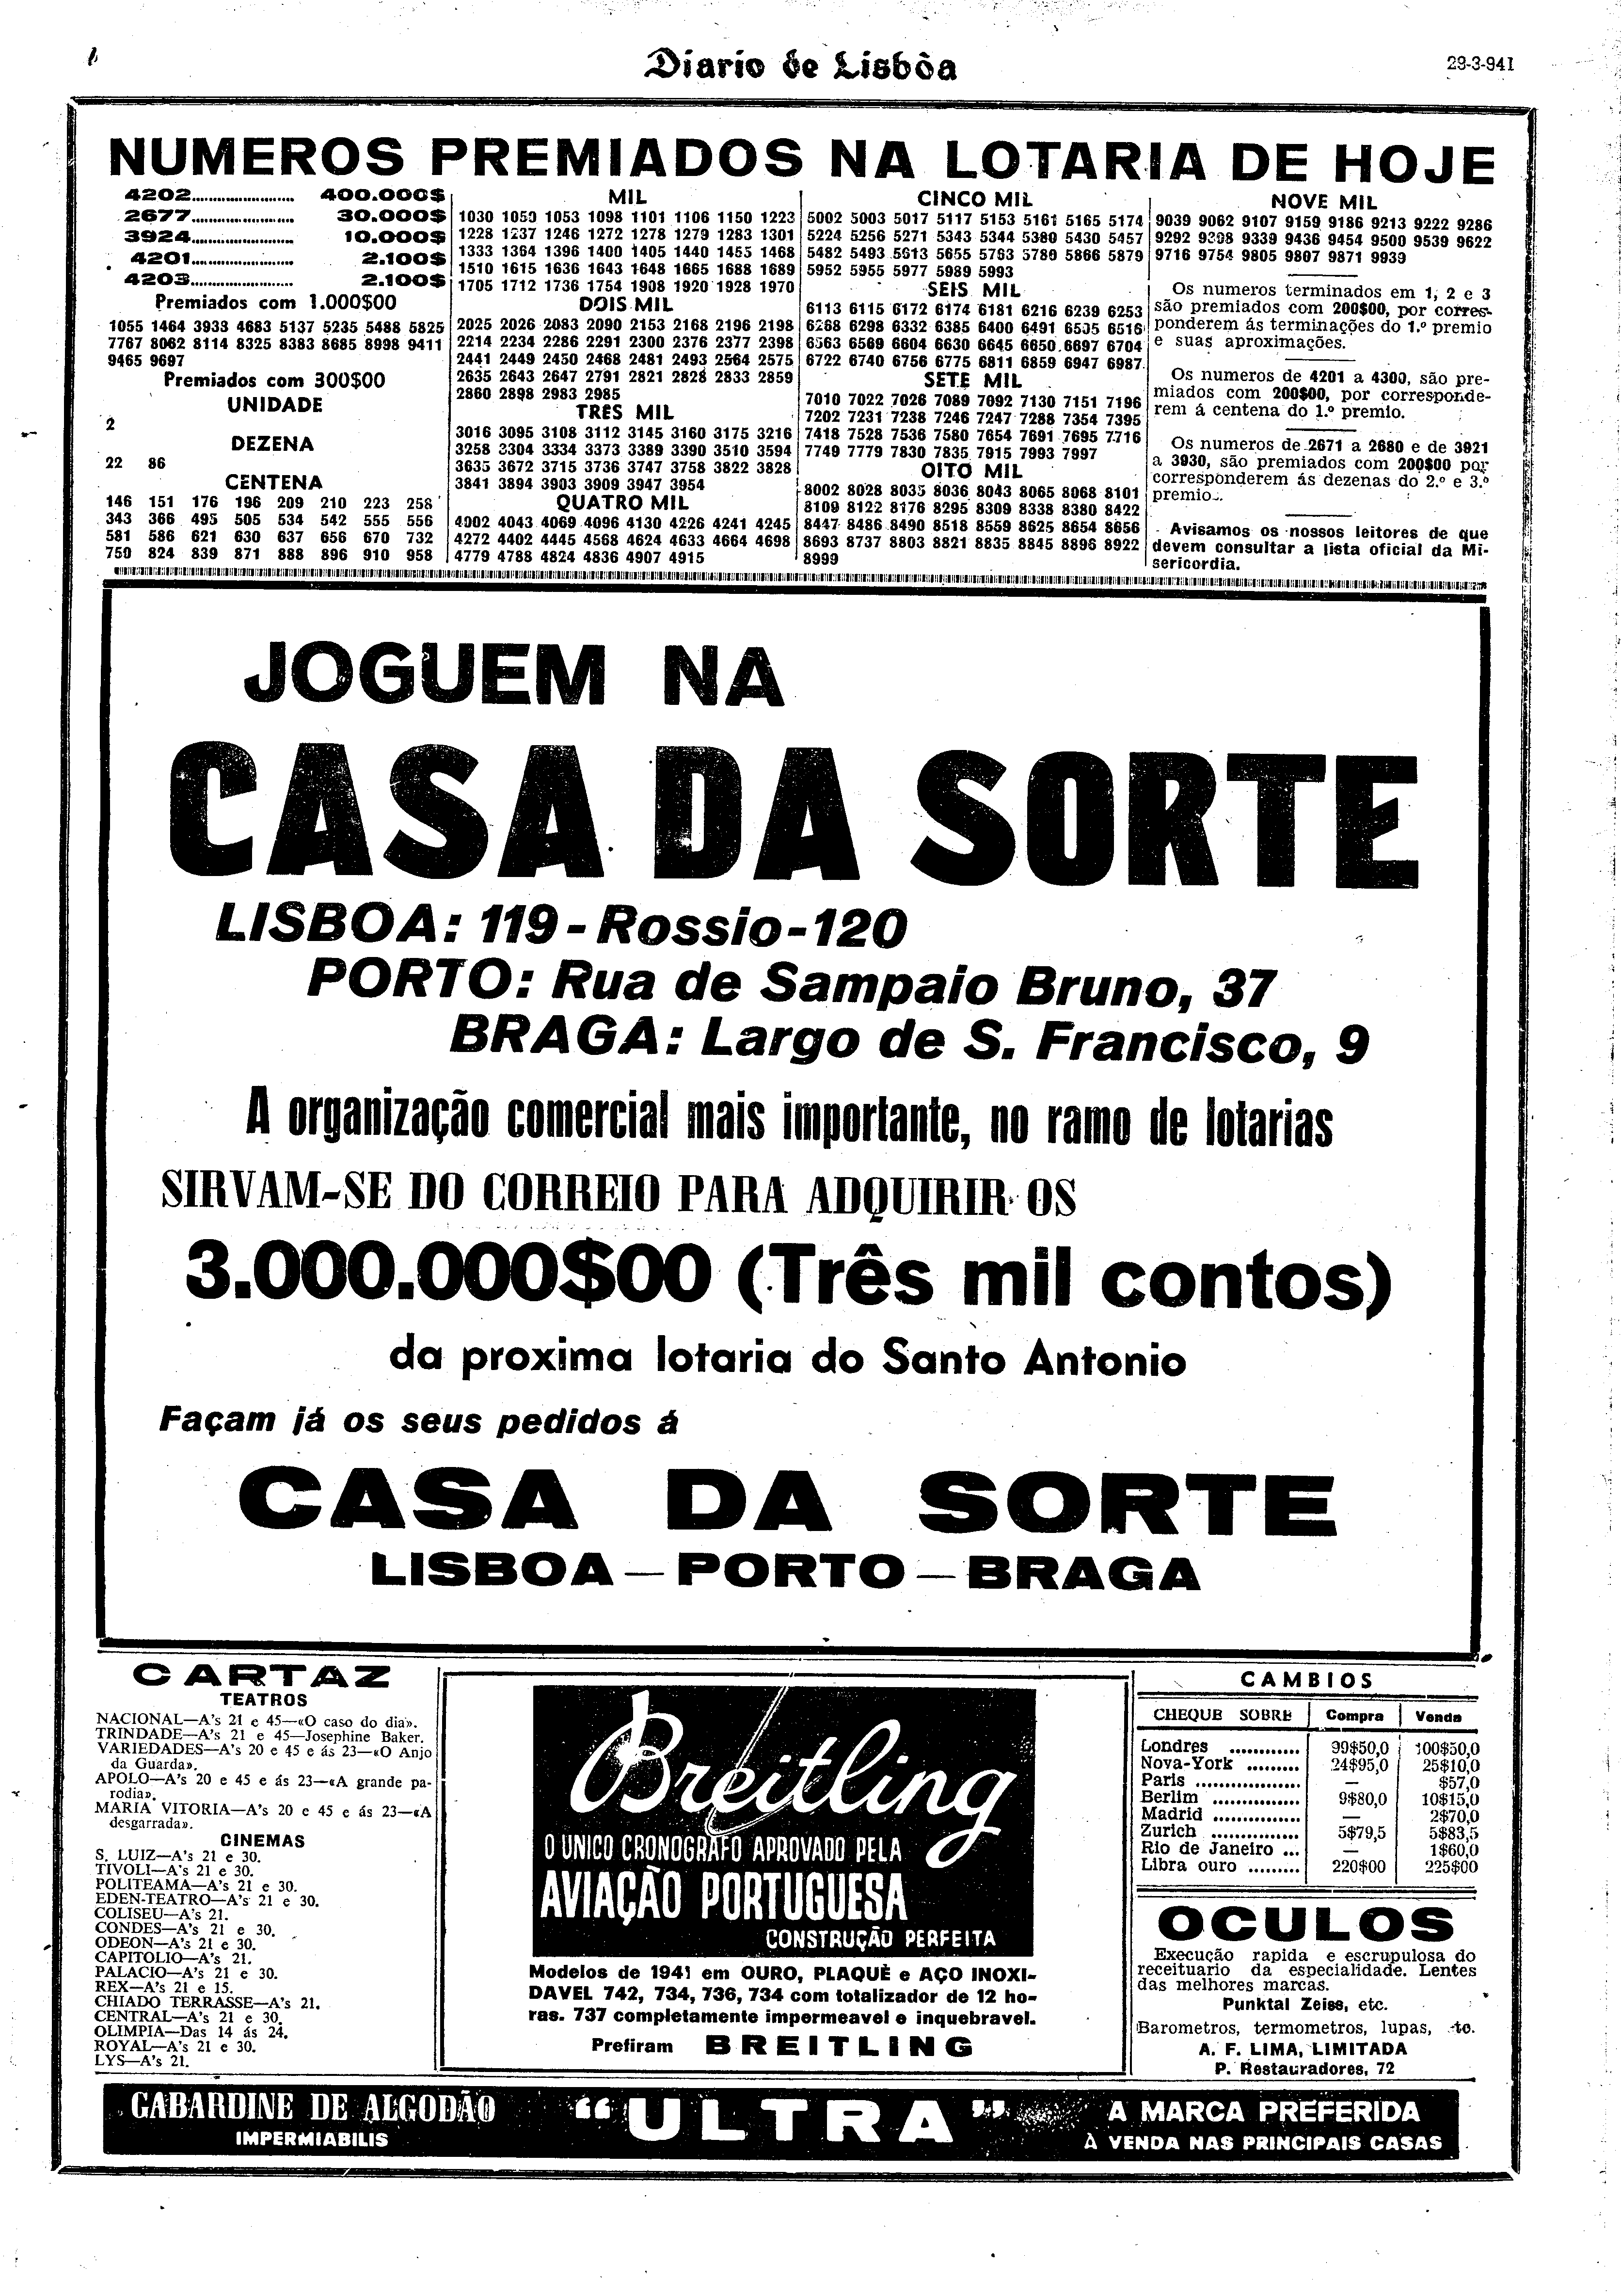 Diario de Lisbôa
23-3-941
NUMEROS PREMIADOS NA LOTARIA DE HOJE
4202 ........ 400.000$
2677 ........ 30.000$
3924 ........ 10.000$
4201 ........ 2.100$
4203 ........ 2.100$
Premiados com 1.000$00
1055 1464 3933 4683 5137 5235 5488 5825
7767 8062 8114 8325 8383 8685 8998 9411
9465 9697
Premiados com 300$00
UNIDADE
2
DEZENA
22 86
CENTENA
146 151 176 196 209 210 223 258
343 366 495 505 534 542 555 556
581 586 621 630 637 656 670 732
750 824 839 871 888 896 910 958
MIL
1030 1050 1053 1098 1101 1106 1150 1223
1228 1237 1246 1272 1278 1279 1283 1301
1333 1364 1396 1400 1405 1440 1455 1468
1510 1615 1636 1643 1648 1665 1688 1689
1705 1712 1736 1754 1908 1920 1928 1970
DOIS MIL
2025 2026 2083 2090 2153 2168 2196 2198
2214 2234 2286 2291 2300 2376 2377 2398
2441 2449 2450 2468 2481 2493 2564 2575
2635 2643 2647 2791 2821 2828 2833 2859
2860 2898 2983 2985
TRES MIL
3016 3095 3108 3112 3145 3160 3175 3216
3258 3304 3334 3373 3389 3390 3510 3594
3635 3672 3715 3736 3747 3758 3822 3828
3841 3894 3903 3909 3947 3954
QUATRO MIL
4002 4043 4069 4096 4130 4226 4241 4245
4272 4402 4445 4568 4624 4633 4664 4698
4779 4788 4824 4836 4907 4915
CINCO MIL
5002 5003 5017 5117 5153 5161 5165 5174
5224 5256 5271 5343 5344 5380 5430 5457
5482 5493 5613 5655 5753 5780 5866 5879
5952 5955 5977 5989 5993
SEIS MIL
6113 6115 6172 6174 6181 6216 6239 6253
6268 6298 6332 6385 6400 6491 6505 6516
6563 6569 6604 6630 6645 6650 6697 6704
6722 6740 6756 6775 6811 6859 6947 6987
SETE MIL
7010 7022 7026 7089 7092 7130 7151 7196
7202 7231 7238 7246 7247 7288 7354 7395
7418 7528 7536 7580 7654 7691 7695 7716
7749 7779 7830 7835 7915 7993 7997
OITO MIL
8002 8028 8035 8036 8043 8065 8068 8101
8109 8122 8176 8295 8309 8338 8380 8422
8447 8486 8490 8518 8559 8625 8654 8656
8693 8737 8803 8821 8835 8845 8896 8922
8999
NOVE MIL
9039 9062 9107 9159 9186 9213 9222 9286
9292 9298 9339 9436 9454 9500 9539 9622
9716 9754 9805 9807 9871 9939
Os numeros terminados em 1, 2 e 3
são premiados com 200$00, por corres-
ponderem ás terminações do 1.º premio
e suas aproximações.
Os numeros de 4201 a 4300, são pre-
miados com 200$00, por corresponde-
rem á centena do 1.º premio.
Os numeros de 2671 a 2680 e de 3921
a 3930, são premiados com 200$00 por
corresponderem ás dezenas do 2.º e 3.º
premio.
Avisamos os nossos leitores de que
devem consultar a lista oficial da Mi-
sericordia.
JOGUEM NA
CASA DA SORTE
LISBOA: 119-Rossio-120
PORTO: Rua de Sampaio Bruno, 37
BRAGA: Largo de S. Francisco, 9
A organização comercial mais importante, no ramo de lotarias
SIRVAM-SE DO CORREIO PARA ADQUIRIR OS
3.000.000$00 (Três mil contos)
da proxima lotaria do Santo Antonio
Façam já os seus pedidos á
CASA DA SORTE
LISBOA—PORTO—BRAGA
CARTAZ
TEATROS
NACIONAL—A's 21 e 45—«O caso do dia».
TRINDADE—A's 21 e 45—Josephine Baker.
VARIEDADES—A's 20 e 45 e ás 23—«O Anjo
da Guarda».
APOLO—A's 20 e 45 e ás 23—«A grande pa-
rodia».
MARIA VITORIA—A's 20 e 45 e ás 23—«A
desgarrada».
CINEMAS
S. LUIZ—A's 21 e 30.
TIVOLI—A's 21 e 30.
POLITEAMA—A's 21 e 30.
EDEN-TEATRO—A's 21 e 30.
COLISEU—A's 21.
CONDES—A's 21 e 30.
ODEON—A's 21 e 30.
CAPITOLIO—A's 21.
PALACIO—A's 21 e 30.
REX—A's 21 e 15.
CHIADO TERRASSE—A's 21.
CENTRAL—A's 21 e 30.
OLIMPIA—Das 14 ás 24.
ROYAL—A's 21 e 30.
LYS—A's 21.
Breitling
O UNICO CRONOGRAFO APROVADO PELA
AVIAÇÃO PORTUGUESA
CONSTRUÇÃO PERFEITA
Modelos de 1941 em OURO, PLAQUÈ e AÇO INOXI-
DAVEL 742, 734, 736, 734 com totalizador de 12 ho-
ras. 737 completamente impermeavel e inquebravel.
Prefiram BREITLING
CAMBIOS
CHEQUE SOBRE Compra Venda
Londres ........ 99$50,0 100$50,0
Nova-York ........ 24$95,0 25$10,0
Paris ........ — $57,0
Berlim ........ 9$80,0 10$15,0
Madrid ........ — 2$70,0
Zurich ........ 5$79,5 5$83,5
Rio de Janeiro ... — 1$60,0
Libra ouro ........ 220$00 225$00
OCULOS
Execução rapida e escrupulosa do
receituario da especialidade. Lentes
das melhores marcas.
Punktal Zeiss, etc.
Barometros, termometros, lupas,
A. F. LIMA, LIMITADA
P. Restauradores, 72
GABARDINE DE ALGODÃO
IMPERMIABILIS
"ULTRA"
A MARCA PREFERIDA
À VENDA NAS PRINCIPAIS CASAS